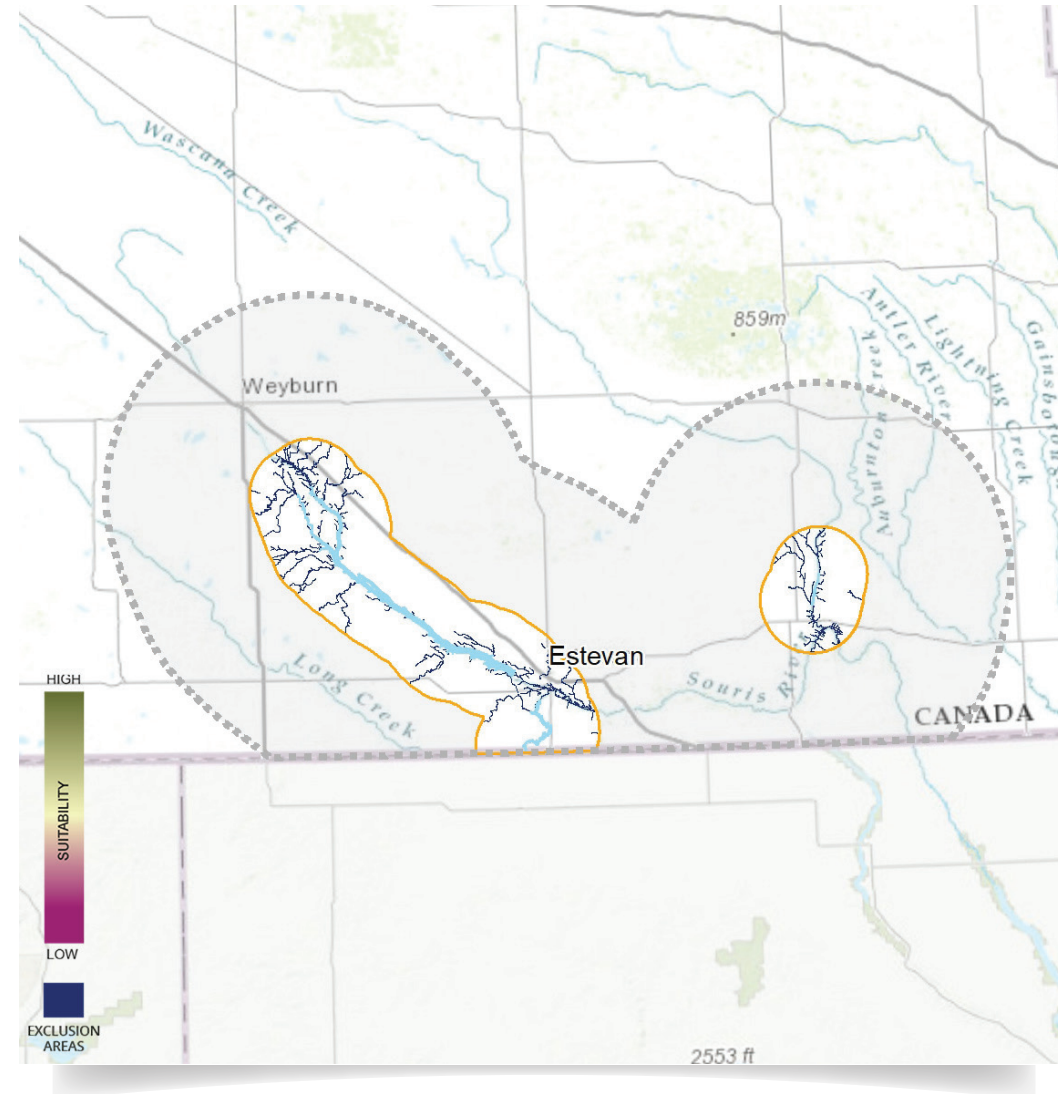 Wascana Creek
859m
Antler River
Lightning Creek
Auburnton Creek
Weyburn
Estevan
Long Creek
Souris River
CANADA
HIGH
SUITABILITY
LOW
EXCLUSION
AREAS
2553 ft